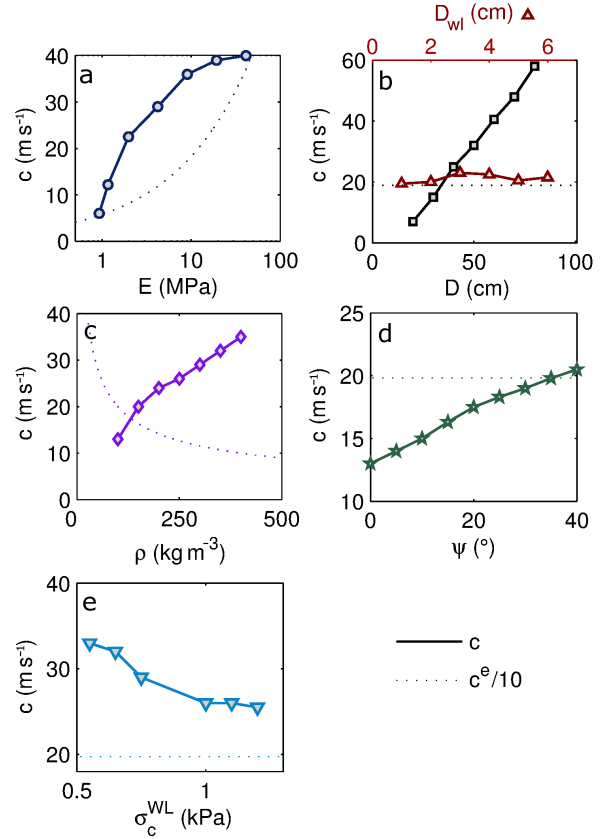 a
c (m s⁻¹)
40
30
20
10
0
1
10
100
E (MPa)
D_wl (cm)
0
2
4
6
b
c (m s⁻¹)
60
40
20
0
0
50
100
D (cm)
c
c (m s⁻¹)
40
30
20
10
0
0
250
500
ρ (kg m⁻³)
d
c (m s⁻¹)
25
20
15
10
0
20
40
ψ (°)
e
c (m s⁻¹)
40
30
20
0.5
1
σ_c^WL (kPa)
c
c^e/10